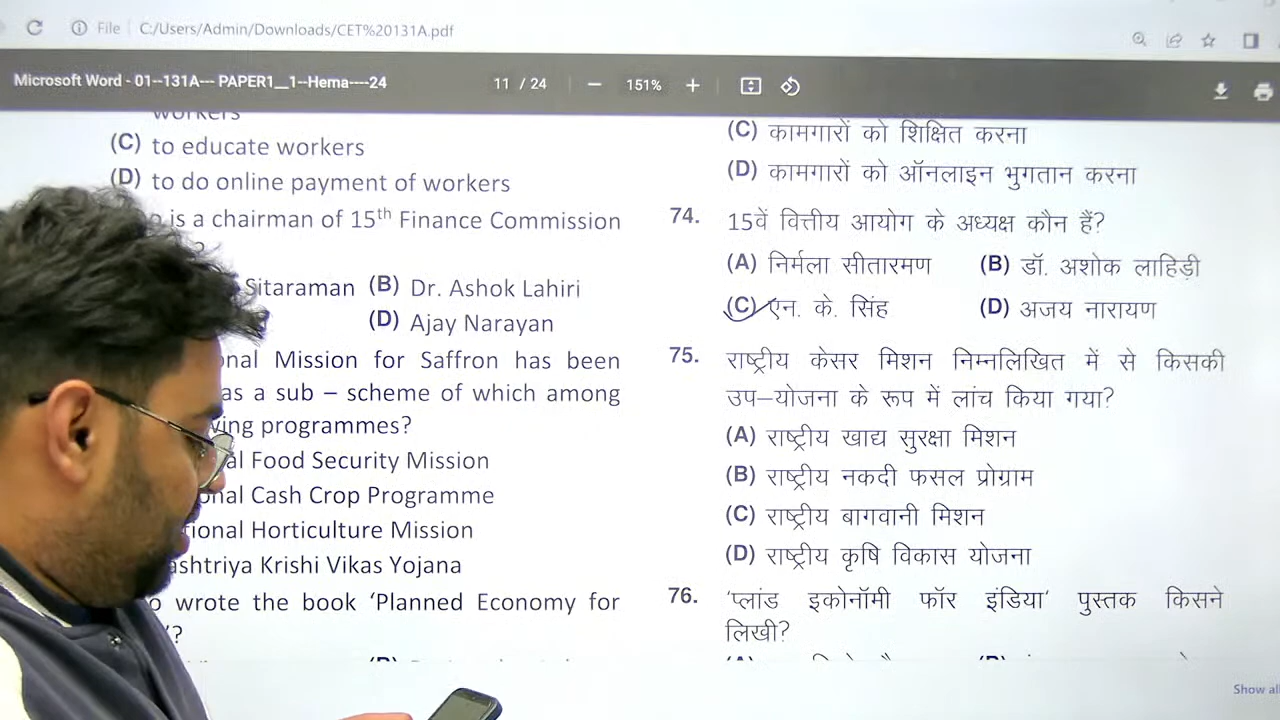 File C:/Users/Admin/Downloads/CET%20131A.pdf
Microsoft Word - 01--131A--- PAPER1__1--Hema----24 11 / 24 151%
workers
(C) to educate workers
(D) to do online payment of workers
is a chairman of 15th Finance Commission
?
Sitaraman (B) Dr. Ashok Lahiri
(D) Ajay Narayan
Mission for Saffron has been
as a sub – scheme of which among
programmes?
Food Security Mission
Cash Crop Programme
Horticulture Mission
Krishi Vikas Yojana
wrote the book ‘Planned Economy for
’?
(C) कामगारों को शिक्षित करना
(D) कामगारों को ऑनलाइन भुगतान करना
74. 15वें वित्तीय आयोग के अध्यक्ष कौन हैं?
(A) निर्मला सीतारमण (B) डॉ. अशोक लाहिड़ी
(C) एन. के. सिंह (D) अजय नारायण
75. राष्ट्रीय केसर मिशन निम्नलिखित में से किसकी
उप–योजना के रूप में लांच किया गया?
(A) राष्ट्रीय खाद्य सुरक्षा मिशन
(B) राष्ट्रीय नकदी फसल प्रोग्राम
(C) राष्ट्रीय बागवानी मिशन
(D) राष्ट्रीय कृषि विकास योजना
76. ‘प्लांड इकोनॉमी फॉर इंडिया’ पुस्तक किसने
लिखी?
Show all